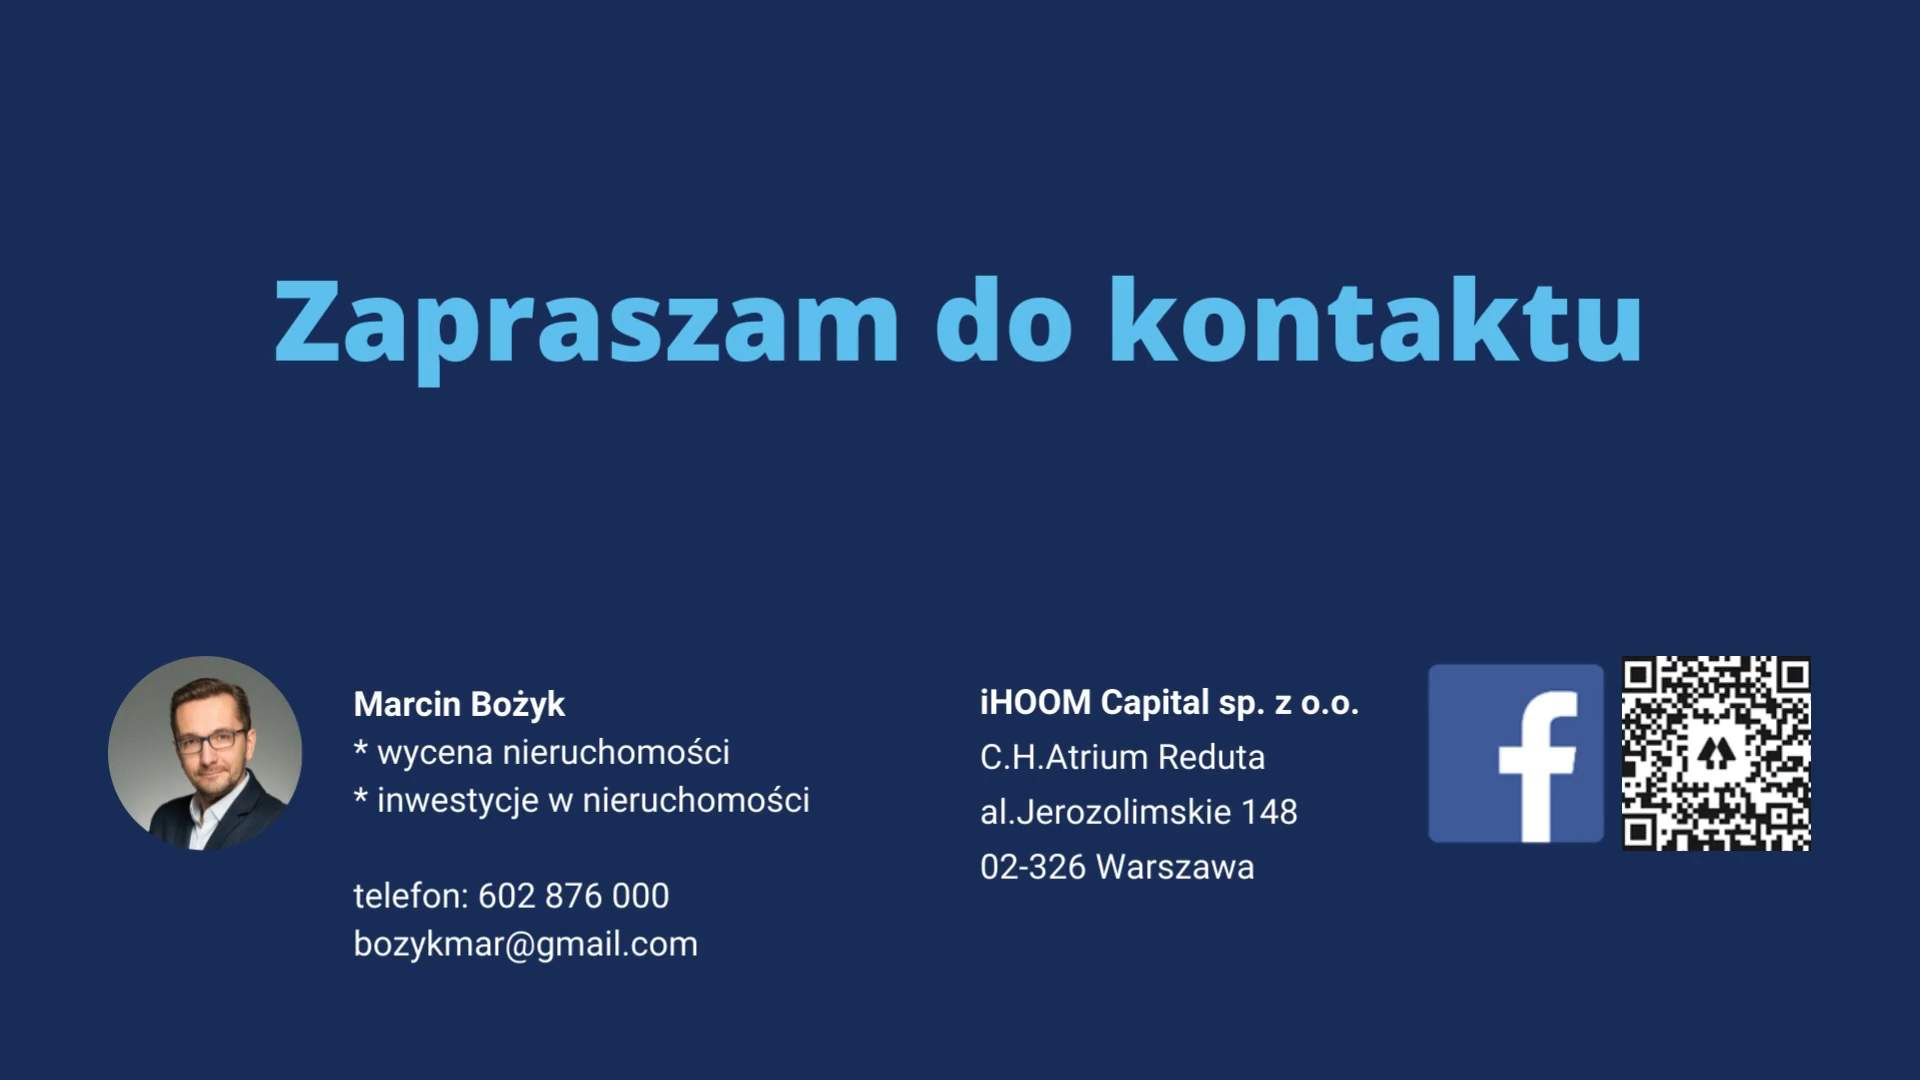 Zapraszam do kontaktu
Marcin Bożyk
* wycena nieruchomości
* inwestycje w nieruchomości
telefon: 602 876 000
bozykmar@gmail.com
iHOOM Capital sp. z o.o.
C.H.Atrium Reduta
al.Jerozolimskie 148
02-326 Warszawa